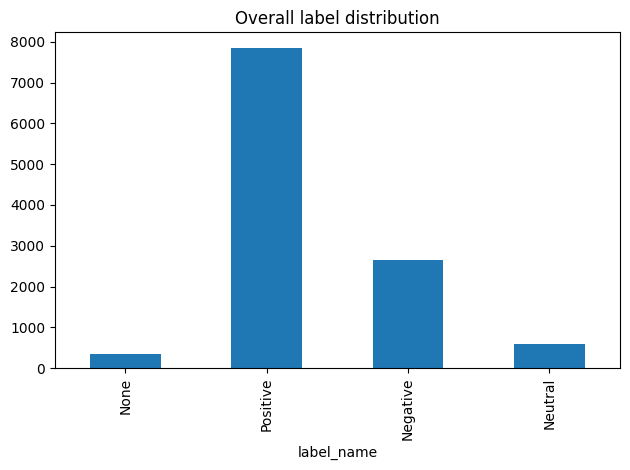 Overall label distribution
8000
7000
6000
5000
4000
3000
2000
1000
0
None
Positive
Negative
Neutral
label_name